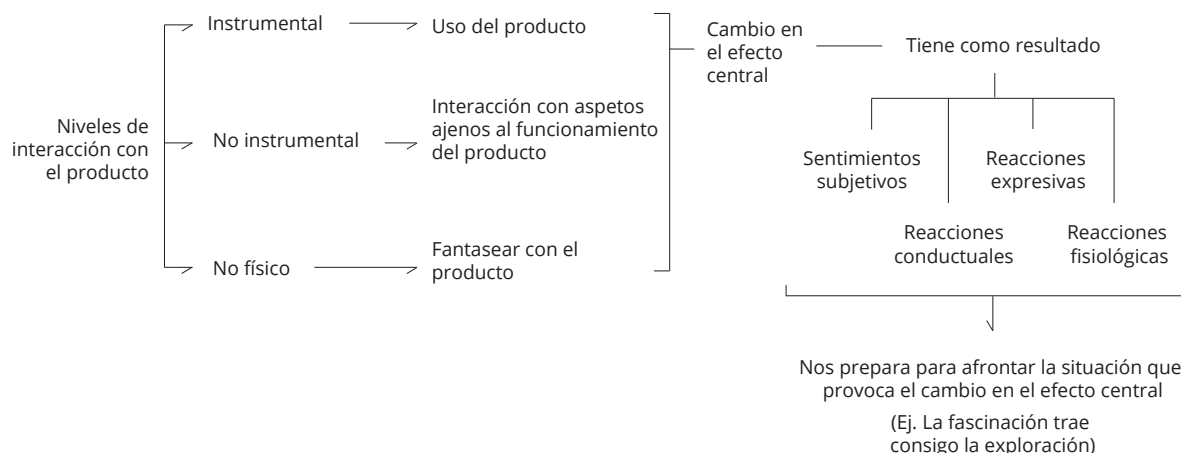 Niveles de
interacción con
el producto
Instrumental
Uso del producto
No instrumental
Interacción con aspetos
ajenos al funcionamiento
del producto
No físico
Fantasear con el
producto
Cambio en
el efecto
central
Tiene como resultado
Sentimientos
subjetivos
Reacciones
expresivas
Reacciones
conductuales
Reacciones
fisiológicas
Nos prepara para afrontar la situación que
provoca el cambio en el efecto central
(Ej. La fascinación trae
consigo la exploración)